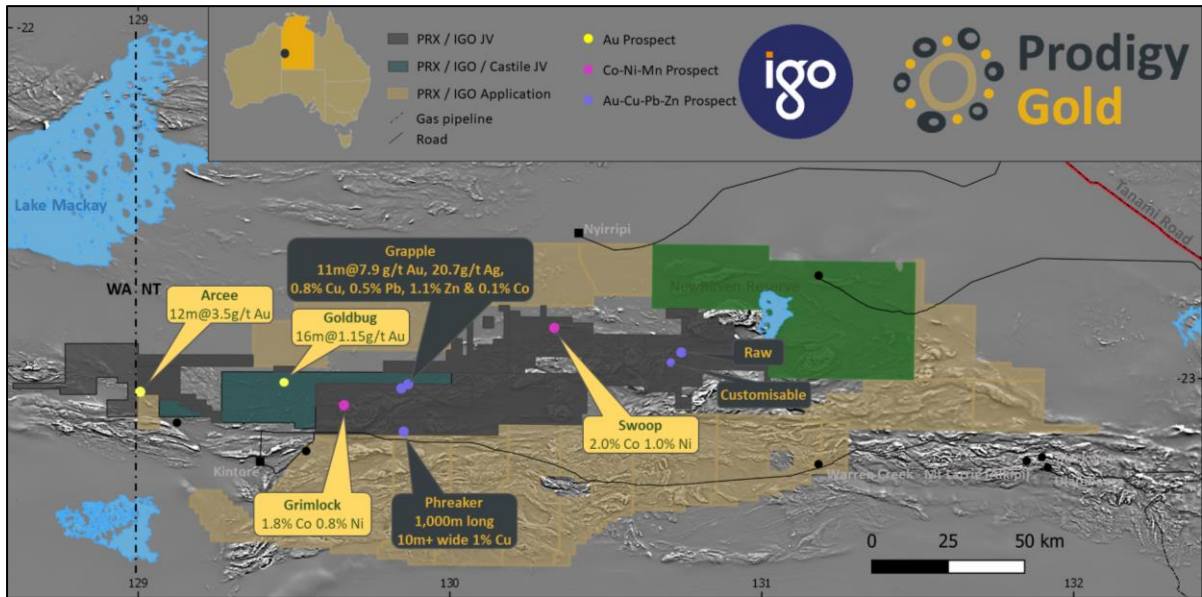 -22
129
PRX / IGO JV
PRX / IGO / Castile JV
PRX / IGO Application
Gas pipeline
Road
Au Prospect
Co-Ni-Mn Prospect
Au-Cu-Pb-Zn Prospect
igo
Prodigy
Gold
Lake Mackay
Tanami Road
Nyirripi
WA NT
Grapple
11m@7.9 g/t Au, 20.7g/t Ag,
0.8% Cu, 0.5% Pb, 1.1% Zn & 0.1% Co
Newhaven Reserve
Arcee
12m@3.5g/t Au
Goldbug
16m@1.15g/t Au
Raw
-23
Customisable
Swoop
2.0% Co 1.0% Ni
Kintore
Warren Creek
Grimlock
1.8% Co 0.8% Ni
Phreaker
1,000m long
10m+ wide 1% Cu
0
25
50 km
129
130
131
132